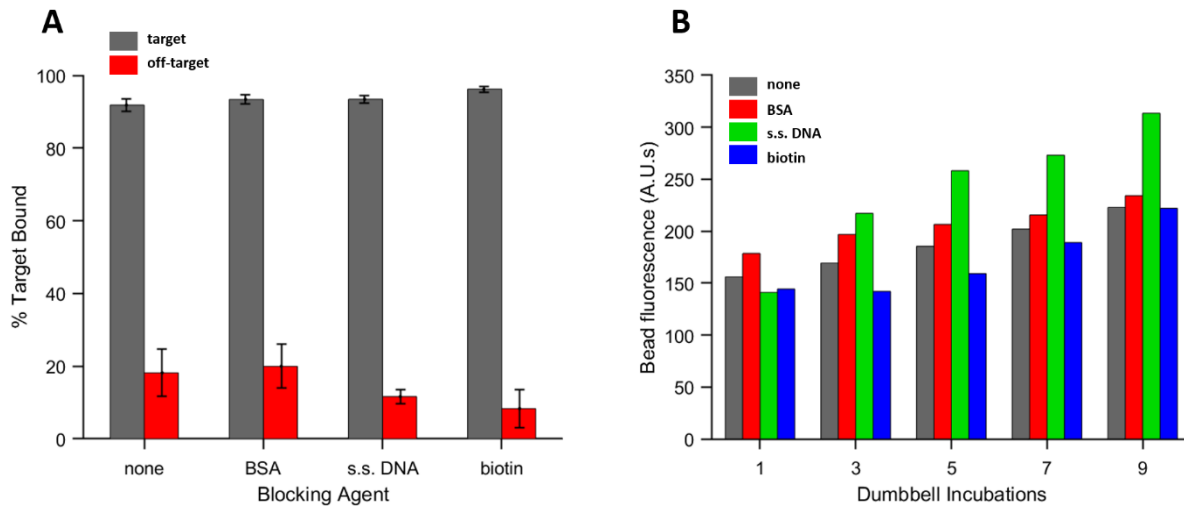 A
target
off-target
100
80
60
40
20
0
% Target Bound
none BSA s.s. DNA biotin
Blocking Agent
B
none
BSA
s.s. DNA
biotin
350
300
250
200
150
100
50
0
Bead fluorescence (A.U.s)
1 3 5 7 9
Dumbbell Incubations